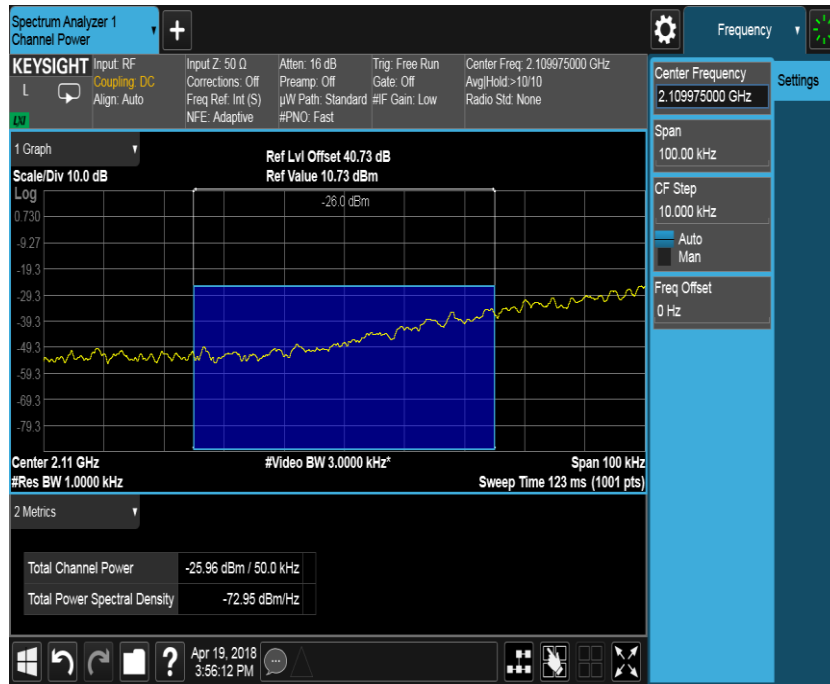 Spectrum Analyzer 1
Channel Power
+
Frequency
KEYSIGHT
L
LXI
Input: RF
Coupling: DC
Align: Auto
Input Z: 50 Ω
Corrections: Off
Freq Ref: Int (S)
NFE: Adaptive
Atten: 16 dB
Preamp: Off
µW Path: Standard
#PNO: Fast
Trig: Free Run
Gate: Off
#IF Gain: Low
Center Freq: 2.109975000 GHz
Avg|Hold:>10/10
Radio Std: None
Center Frequency
2.109975000 GHz
Settings
Span
100.00 kHz
CF Step
10.000 kHz
Auto
Man
Freq Offset
0 Hz
1 Graph
Scale/Div 10.0 dB
Ref Lvl Offset 40.73 dB
Ref Value 10.73 dBm
Log
-26.0 dBm
0.730
-9.27
-19.3
-29.3
-39.3
-49.3
-59.3
-69.3
-79.3
Center 2.11 GHz
#Video BW 3.0000 kHz*
Span 100 kHz
#Res BW 1.0000 kHz
Sweep Time 123 ms (1001 pts)
2 Metrics
Total Channel Power -25.96 dBm / 50.0 kHz
Total Power Spectral Density -72.95 dBm/Hz
?
Apr 19, 2018
3:56:12 PM